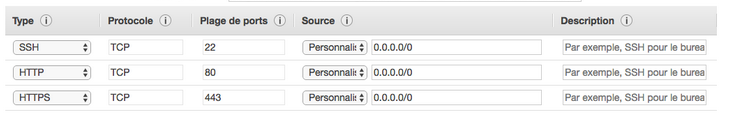 Type Protocole Plage de ports Source Description
SSH TCP 22 Personnalis 0.0.0.0/0 Par exemple, SSH pour le burea
HTTP TCP 80 Personnalis 0.0.0.0/0 Par exemple, SSH pour le burea
HTTPS TCP 443 Personnalis 0.0.0.0/0 Par exemple, SSH pour le burea